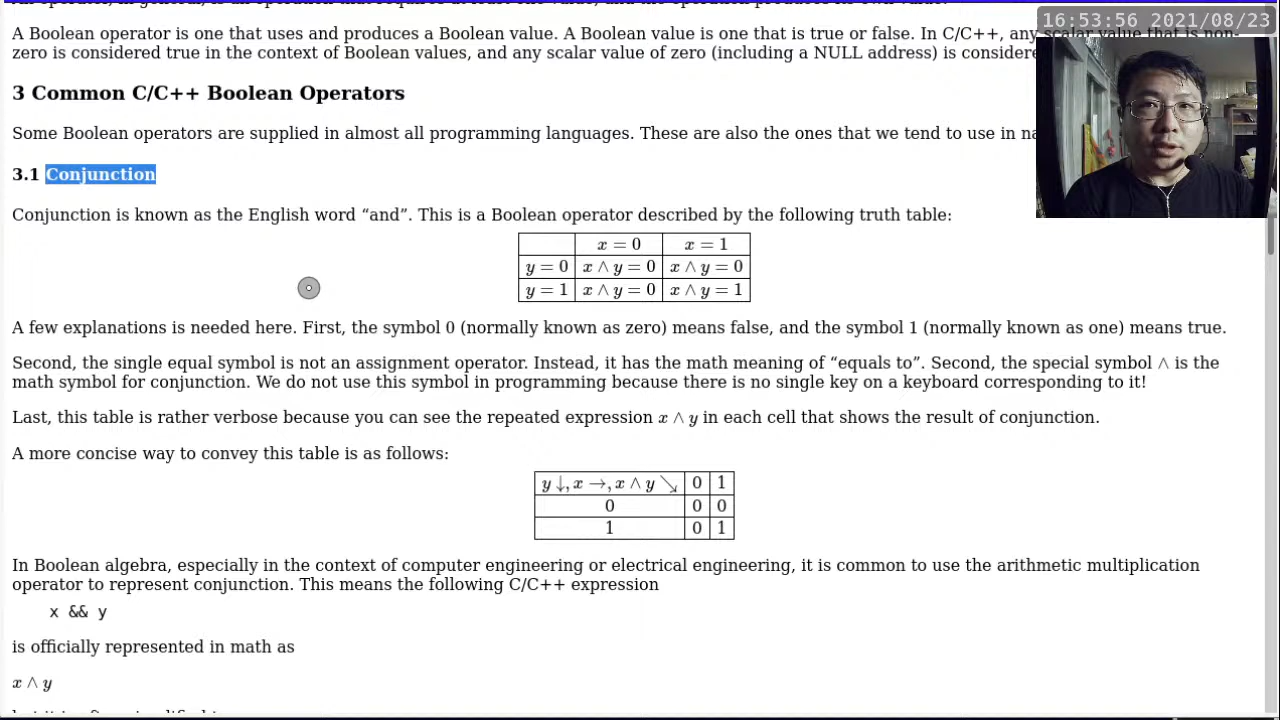 16:53:56 2021/08/23
A Boolean operator is one that uses and produces a Boolean value. A Boolean value is one that is true or false. In C/C++, any scalar value that is non-
zero is considered true in the context of Boolean values, and any scalar value of zero (including a NULL address) is
3 Common C/C++ Boolean Operators
Some Boolean operators are supplied in almost all programming languages. These are also the ones that we tend to use in
3.1 Conjunction
Conjunction is known as the English word “and”. This is a Boolean operator described by the following truth table:
x = 0 x = 1
y = 0 x ∧ y = 0 x ∧ y = 0
y = 1 x ∧ y = 0 x ∧ y = 1
A few explanations is needed here. First, the symbol 0 (normally known as zero) means false, and the symbol 1 (normally known as one) means true.
Second, the single equal symbol is not an assignment operator. Instead, it has the math meaning of “equals to”. Second, the special symbol ∧ is the
math symbol for conjunction. We do not use this symbol in programming because there is no single key on a keyboard corresponding to it!
Last, this table is rather verbose because you can see the repeated expression x ∧ y in each cell that shows the result of conjunction.
A more concise way to convey this table is as follows:
y ↓, x →, x ∧ y ↘ 0 1
0 0 0
1 0 1
In Boolean algebra, especially in the context of computer engineering or electrical engineering, it is common to use the arithmetic multiplication
operator to represent conjunction. This means the following C/C++ expression
x && y
is officially represented in math as
x ∧ y